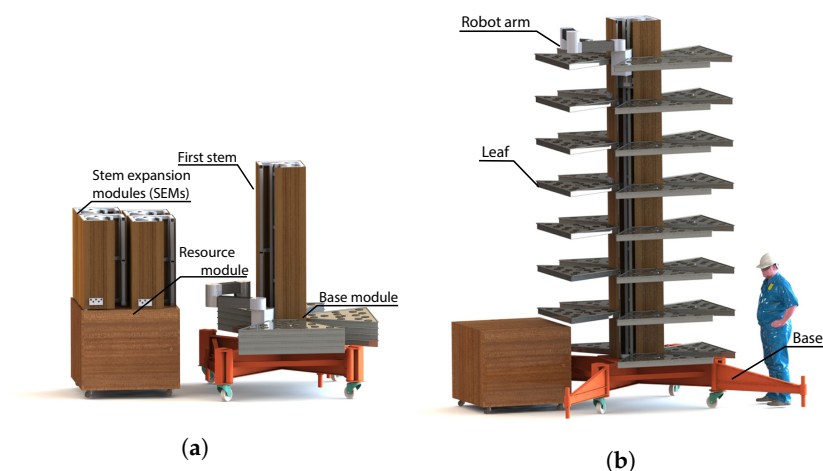 First stem
Stem expansion
modules (SEMs)
Resource
module
Base module
(a)
Robot arm
Leaf
Base
(b)